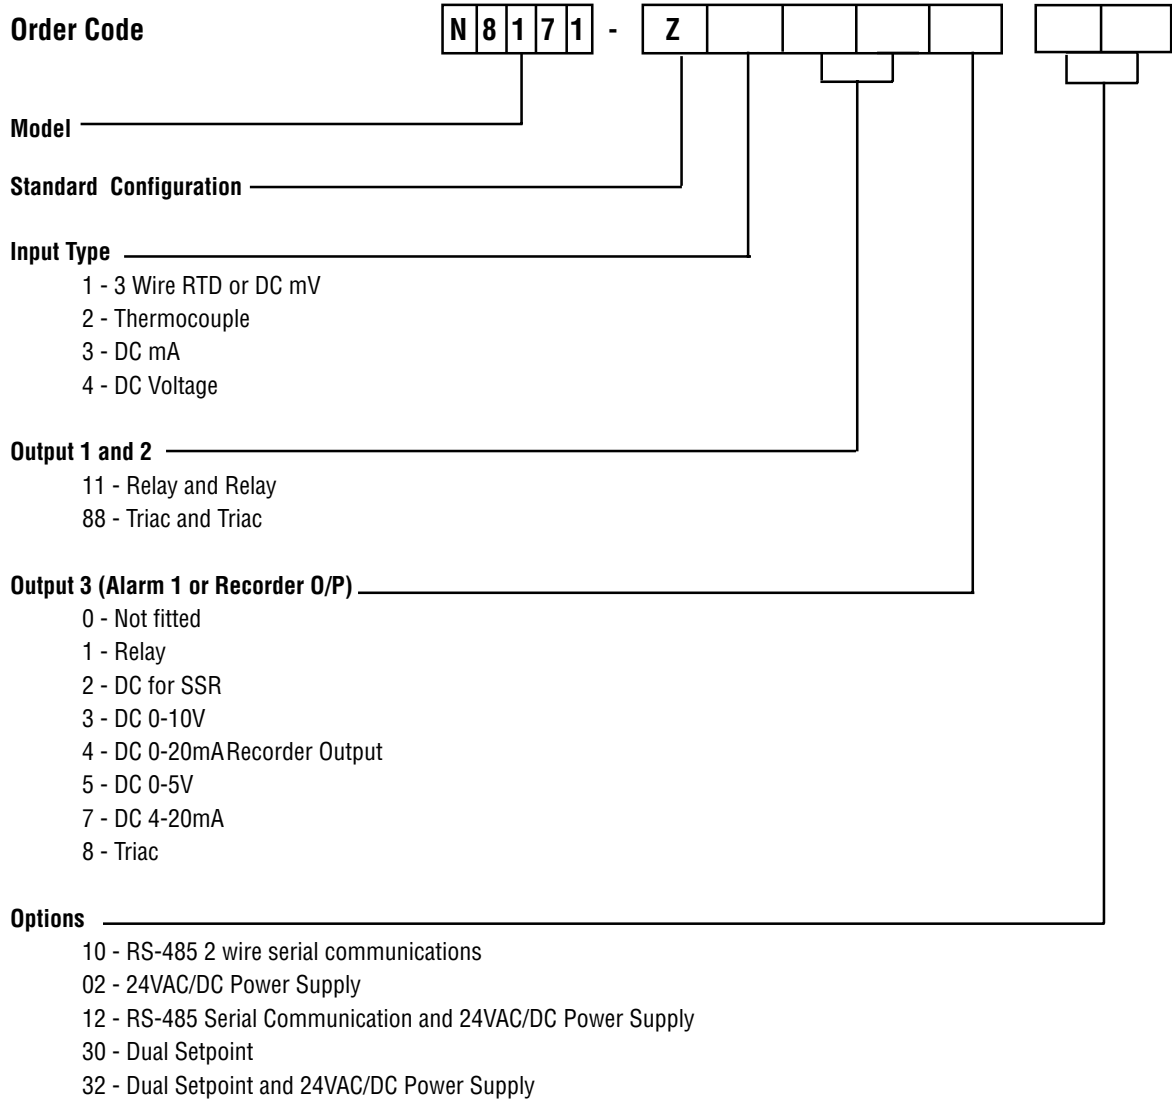 Order Code N 8 1 7 1 - Z
Model
Standard Configuration
Input Type
1 - 3 Wire RTD or DC mV
2 - Thermocouple
3 - DC mA
4 - DC Voltage
Output 1 and 2
11 - Relay and Relay
88 - Triac and Triac
Output 3 (Alarm 1 or Recorder O/P)
0 - Not fitted
1 - Relay
2 - DC for SSR
3 - DC 0-10V
4 - DC 0-20mA Recorder Output
5 - DC 0-5V
7 - DC 4-20mA
8 - Triac
Options
10 - RS-485 2 wire serial communications
02 - 24VAC/DC Power Supply
12 - RS-485 Serial Communication and 24VAC/DC Power Supply
30 - Dual Setpoint
32 - Dual Setpoint and 24VAC/DC Power Supply